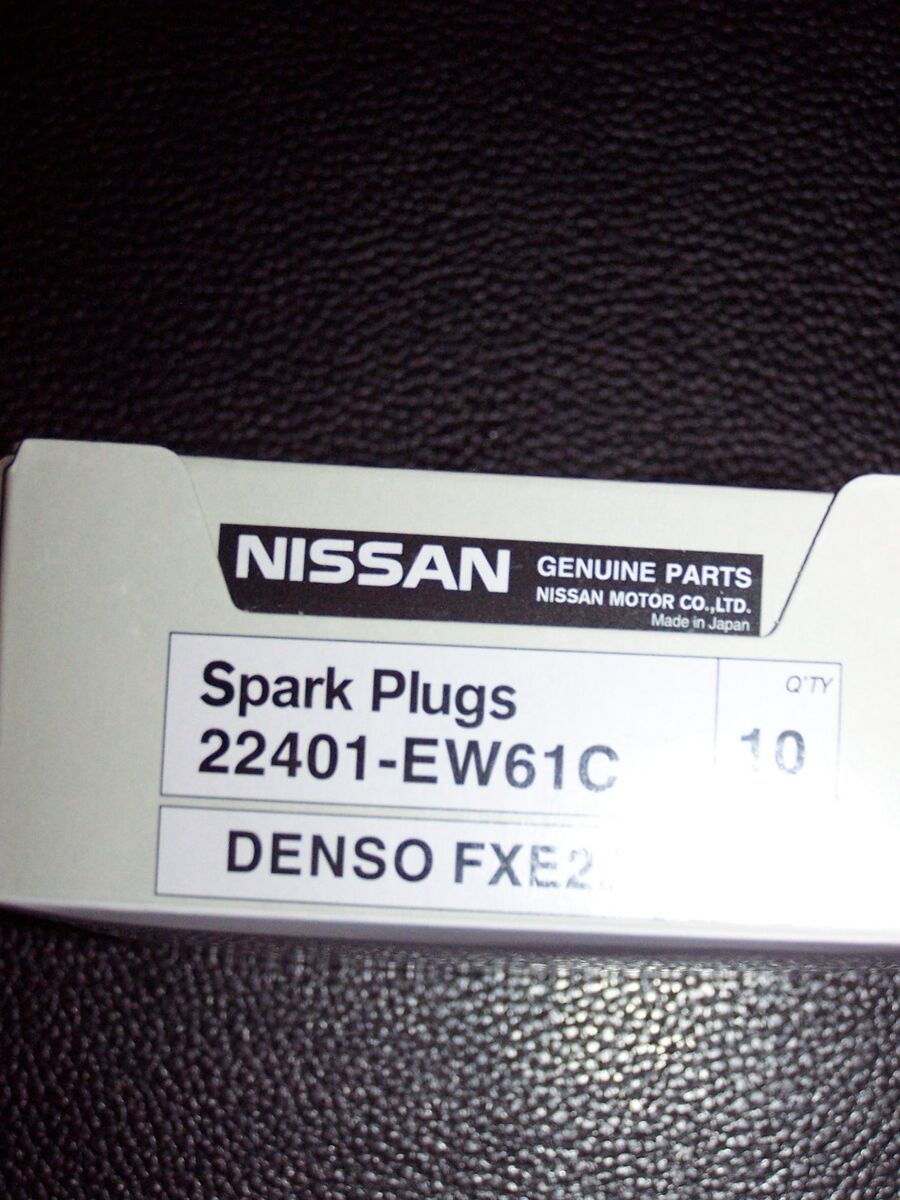 NISSAN GENUINE PARTS
NISSAN MOTOR CO.,LTD.
Made in Japan
Spark Plugs
Q'TY
22401-EW61C
10
DENSO